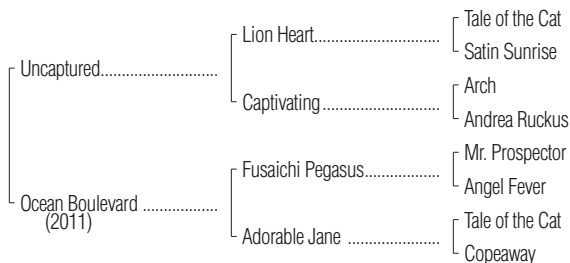 Tale of the Cat
Lion Heart
Satin Sunrise
Uncaptured
Arch
Captivating
Andrea Ruckus
Mr. Prospector
Fusaichi Pegasus
Angel Fever
Ocean Boulevard
(2011)
Tale of the Cat
Adorable Jane
Copeaway